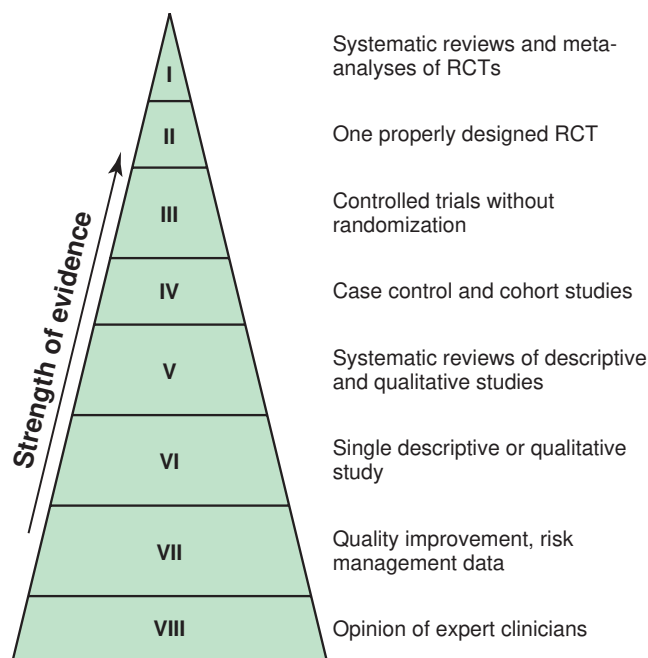 I
Systematic reviews and meta-
analyses of RCTs
II
One properly designed RCT
III
Controlled trials without
randomization
IV
Case control and cohort studies
V
Systematic reviews of descriptive
and qualitative studies
VI
Single descriptive or qualitative
study
VII
Quality improvement, risk
management data
VIII
Opinion of expert clinicians
Strength of evidence